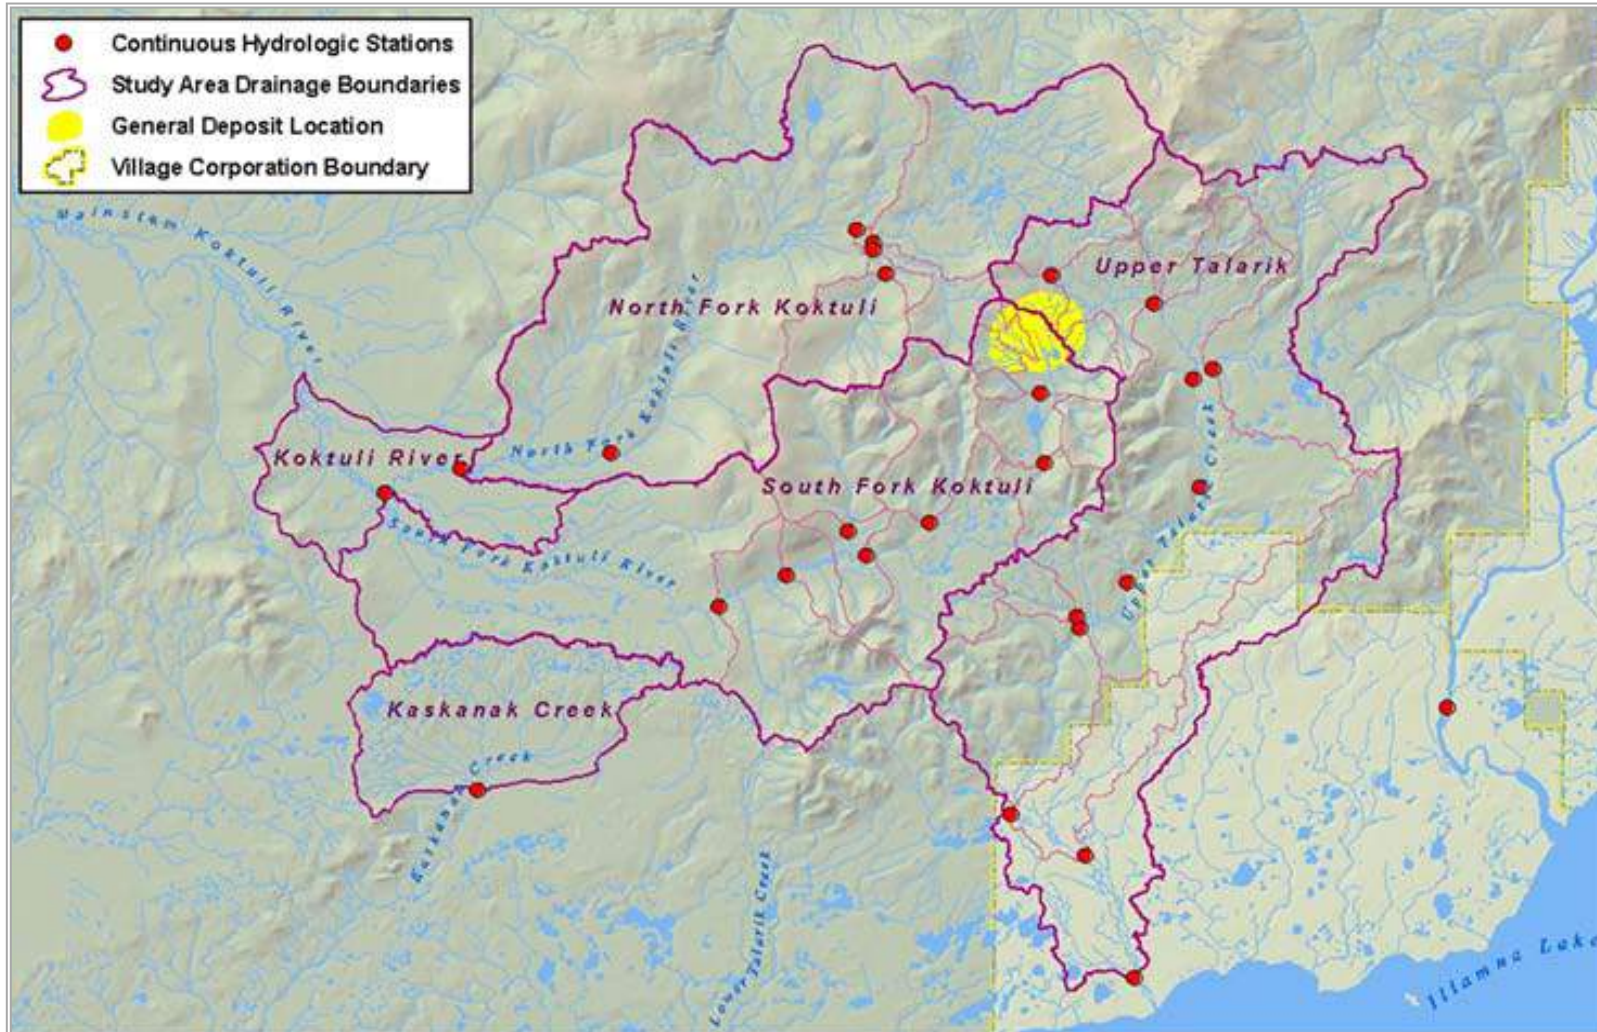 Continuous Hydrologic Stations
Study Area Drainage Boundaries
General Deposit Location
Village Corporation Boundary
Mainstem Koktuli River
Upper Talarik
North Fork Koktuli
North Fork Koktuli River
Koktuli River
South Fork Koktuli
South Fork Koktuli River
Upper Talarik Creek
Kaskanak Creek
Kaskanak Creek
Lower Talarik Creek
Iliamna Lake